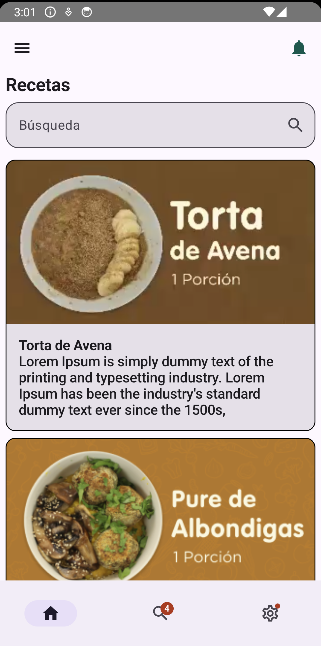 3:01
Recetas
Búsqueda
Torta
de Avena
1 Porción
Torta de Avena
Lorem Ipsum is simply dummy text of the
printing and typesetting industry. Lorem
Ipsum has been the industry's standard
dummy text ever since the 1500s,
Pure de
Albondigas
1 Porción
4